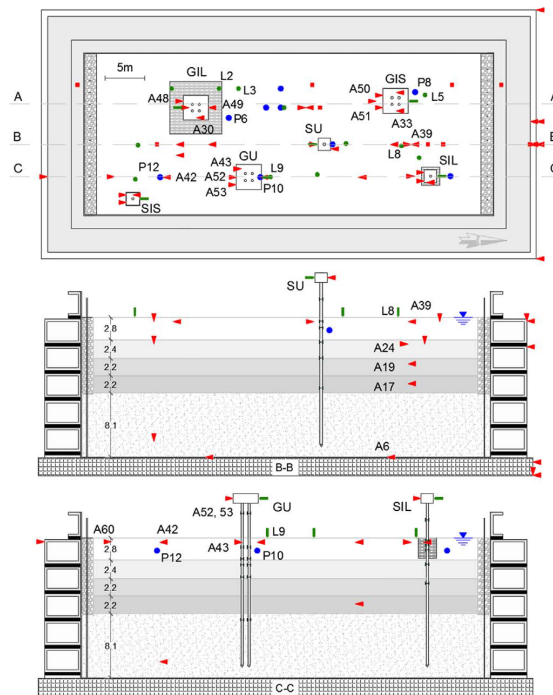 5m
GIL
L2
L3
GIS
P8
A
A48
A49
A50
L5
A
P6
A51
A30
A33
SU
A39
B
GU
L8
SIL
P12
A43
L9
C
A42
A52
P10
C
A53
SIS
SU
L8
A39
2.8
2.4
A24
2.2
A19
2.2
A17
8.1
A6
B-B
A52, 53
GU
SIL
A60
A42
L9
2.8
P12
A43
P10
2.4
2.2
2.2
8.1
C-C